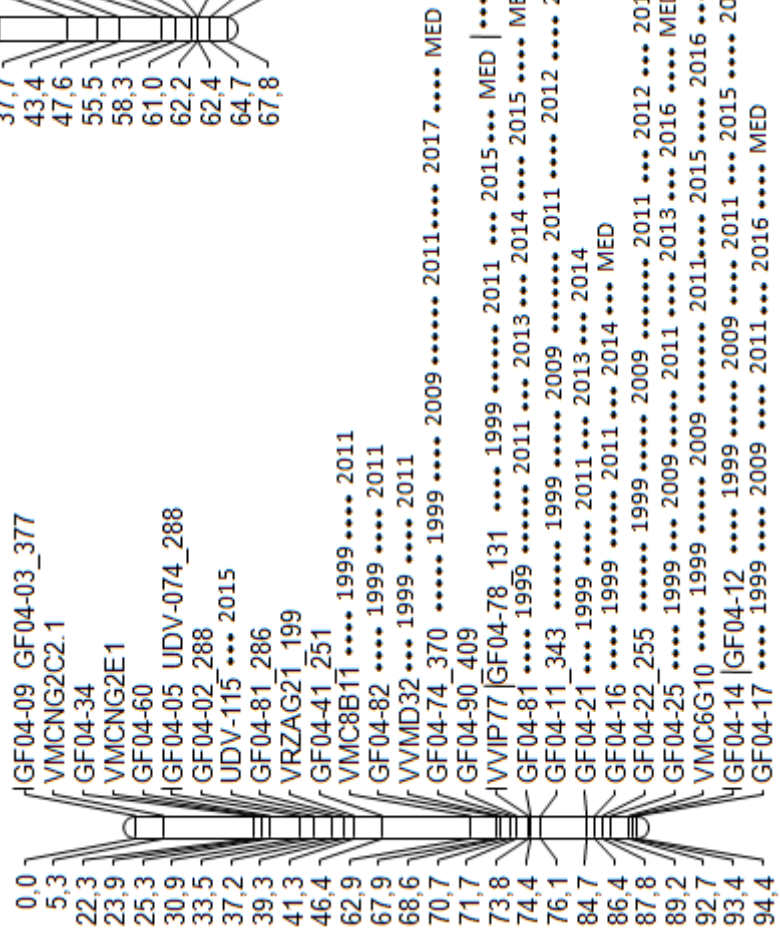 37,7
43,4
47,6
55,5
58,3
61,0
62,2
62,4
64,7
67,8
0,0 GF04-09 GF04-03_377
5,3 VMCNG2C2.1
22,3 GF04-34
23,9 VMCNG2E1
25,3 GF04-60
30,9 GF04-05 UDV-074_288
33,5 GF04-02_288
37,2 UDV-115 ••• 2015
39,3 GF04-81_286
41,3 VRZAG21_199
46,4 GF04-41_251
62,9 VMC8B11 •••• 1999 •••• 2011
67,9 GF04-82 •••• 1999 •••• 2011
68,6 VVMD32 ••• 1999 •••• 2011
70,7 GF04-74_370 ••••• 1999 •••• 2009 ••••••• 2011 •••• 2017 •••• MED
71,7 GF04-90_409
73,8 VVIP77 |GF04-78_131 •••• 1999 •••••• 2011 ••• 2015 ••• MED | •••
74,4 GF04-81 •••• 1999 ••••••• 2011 ••• 2013 ••• 2014 •••• 2015 ••••
76,1 GF04-11_343 •••••• 1999 ••••• 2009 ••••••• 2011 •••• 2012 ••••
84,7 GF04-21 ••• 1999 •••• 2011 ••• 2013 ••• 2014
86,4 GF04-16 •••• 1999 ••••• 2011 ••• 2014 ••• MED
87,8 GF04-22_255 •••••• 1999 ••••• 2009 ••••••• 2011 ••• 2012 •••
89,2 GF04-25 •••• 1999 ••• 2009 ••••• 2011 •••• 2013 ••• 2016 ••••
92,7 VMC6G10 •••• 1999 ••••• 2009 •••••••• 2011 •••• 2015 •••• 2016 •••
93,4 GF04-14 |GF04-12 •••• 1999 ••••• 2009 •••• 2011 ••• 2015 ••••
94,4 GF04-17 •••• 1999 •••• 2009 •••• 2011 ••• 2016 •••• MED